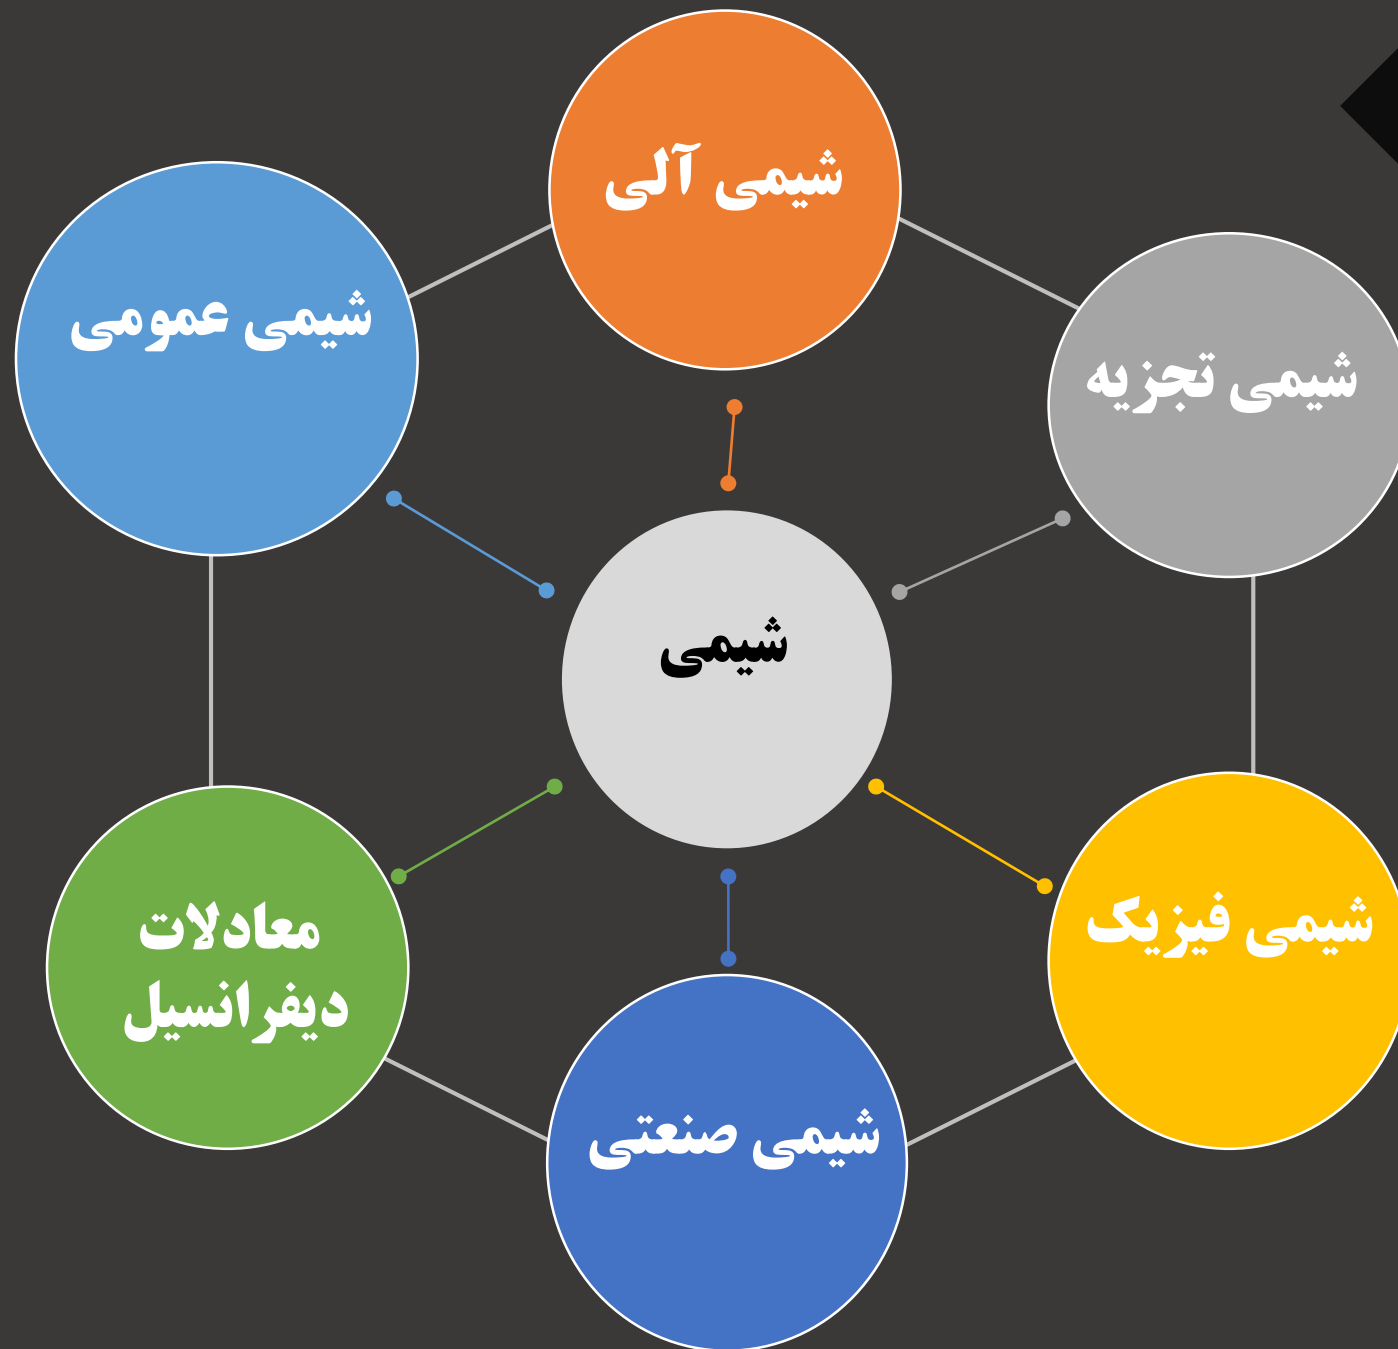 شیمی آلی
شیمی عمومی
شیمی تجزیه
شیمی
شیمی فیزیک
معادلات
دیفرانسیل
شیمی صنعتی